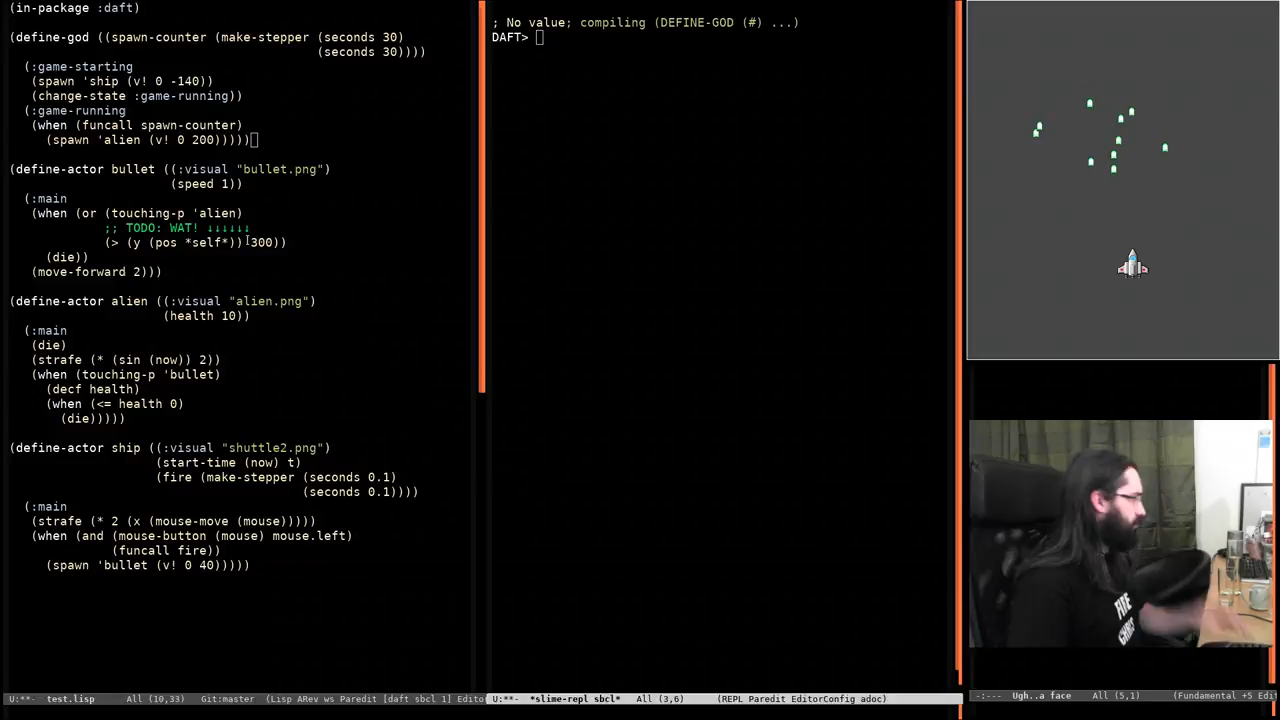 (in-package :daft)
(define-god ((spawn-counter (make-stepper (seconds 30)
(seconds 30))))
(:game-starting
(spawn 'ship (v! 0 -140))
(change-state :game-running))
(:game-running
(when (funcall spawn-counter)
(spawn 'alien (v! 0 200)))))
(define-actor bullet ((:visual "bullet.png")
(speed 1))
(:main
(when (or (touching-p 'alien)
;; TODO: WAT! ↓↓↓↓↓↓
(> (y (pos *self*)) 300))
(die))
(move-forward 2)))
(define-actor alien ((:visual "alien.png")
(health 10))
(:main
(die)
(strafe (* (sin (now)) 2))
(when (touching-p 'bullet)
(decf health)
(when (<= health 0)
(die)))))
(define-actor ship ((:visual "shuttle2.png")
(start-time (now) t)
(fire (make-stepper (seconds 0.1)
(seconds 0.1))))
(:main
(strafe (* 2 (x (mouse-move (mouse)))))
(when (and (mouse-button (mouse) mouse.left)
(funcall fire))
(spawn 'bullet (v! 0 40)))))
U:**- test.lisp All (10,33) Git:master (Lisp ARev ws Paredit [daft sbcl 1] Edito
; No value; compiling (DEFINE-GOD (#) ...)
DAFT>
U:**- *slime-repl sbcl* All (3,6) (REPL Paredit EditorConfig adoc)
FIFE
-:--- Ugh..a face All (5,1) (Fundamental +5 Edit